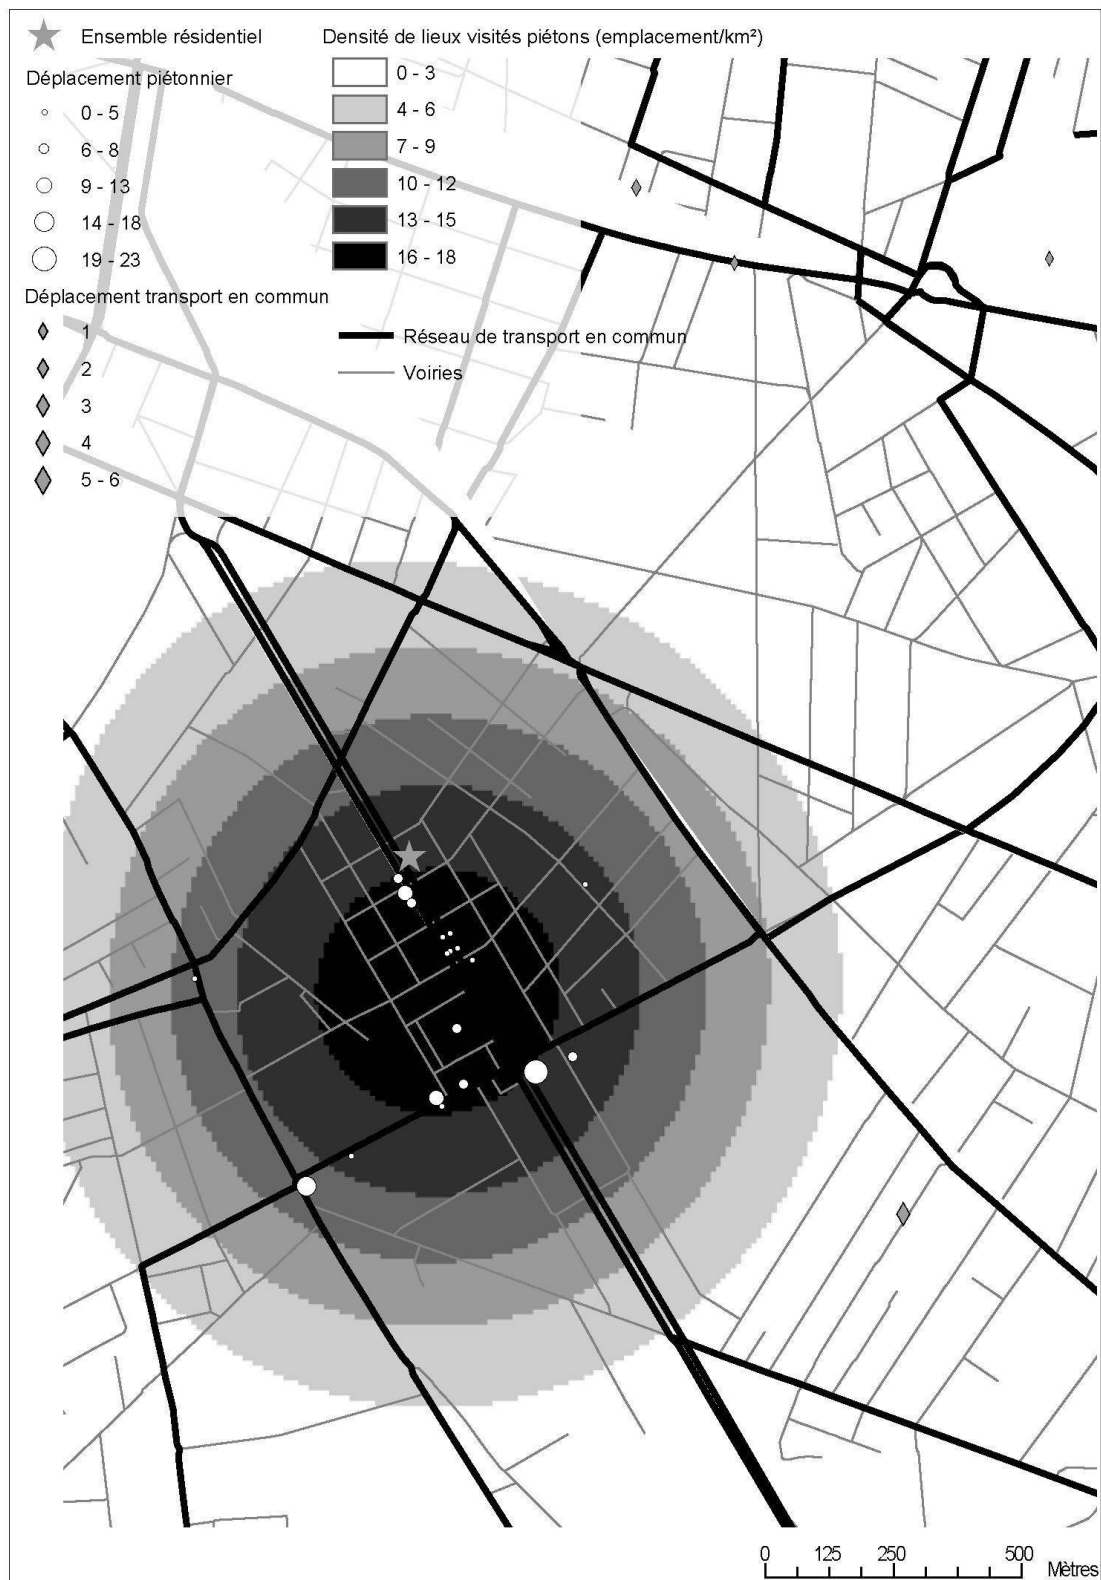 Ensemble résidentiel
Déplacement piétonnier
0 - 5
6 - 8
9 - 13
14 - 18
19 - 23
Déplacement transport en commun
1
2
3
4
5 - 6
Densité de lieux visités piétons (emplacement/km²)
0 - 3
4 - 6
7 - 9
10 - 12
13 - 15
16 - 18
Réseau de transport en commun
Voiries
0 125 250 500
Mètres